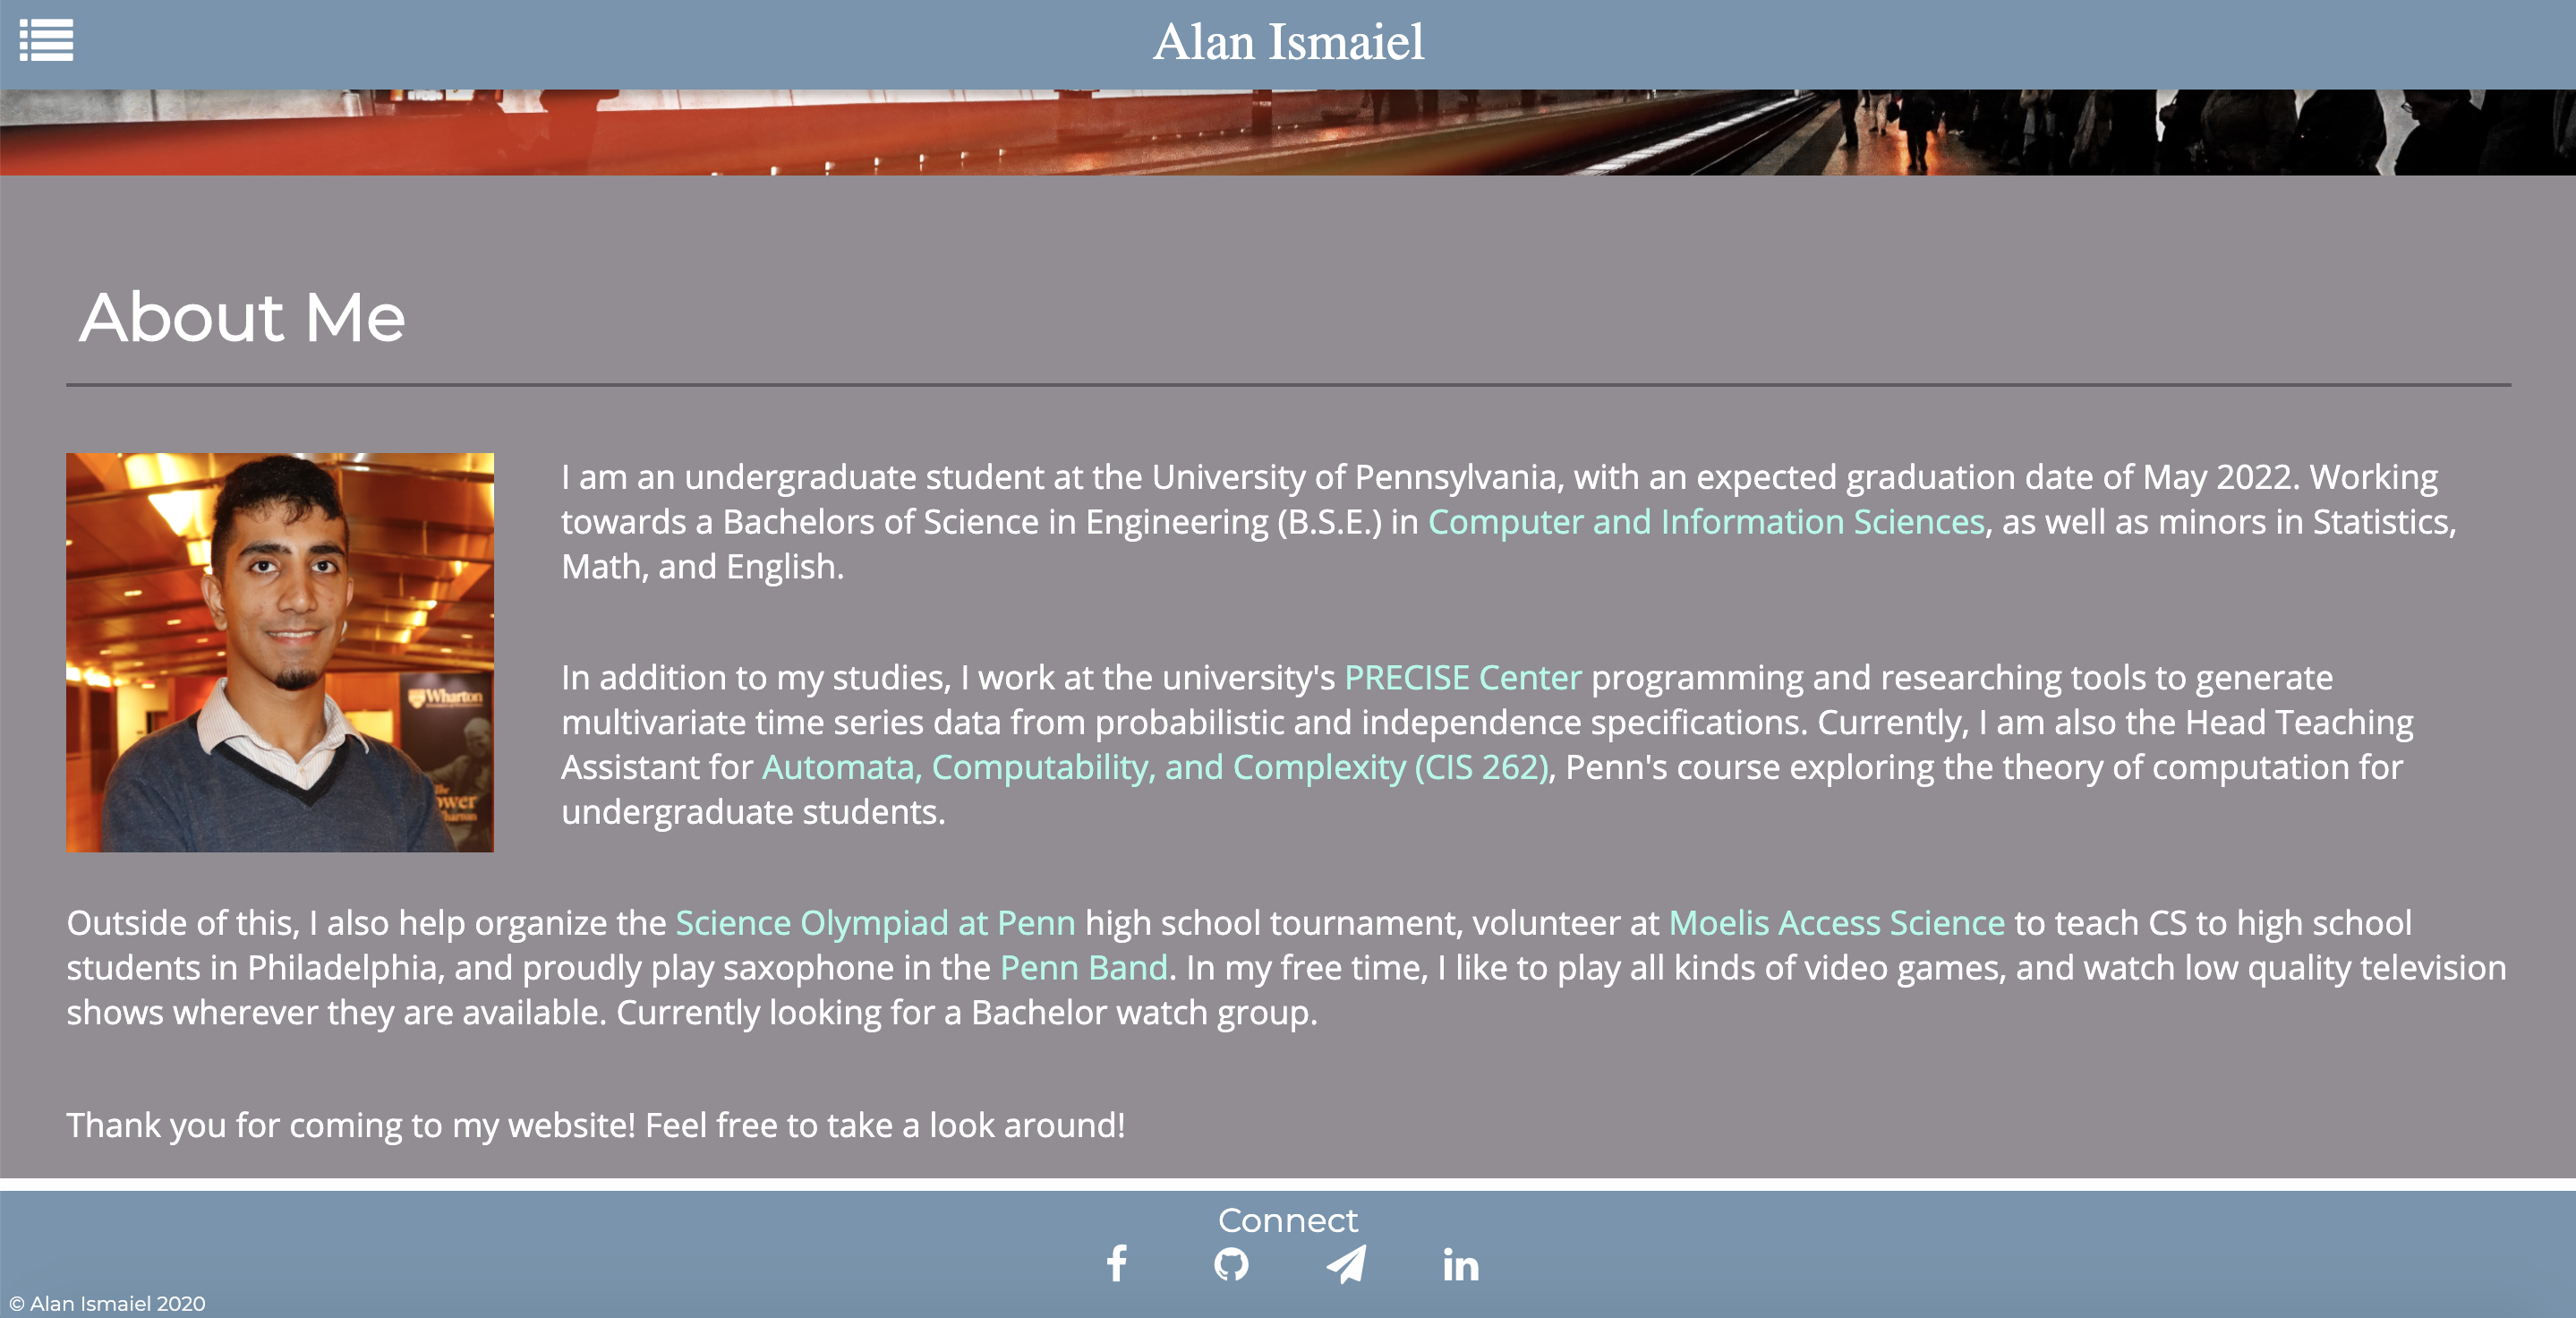 Alan Ismaiel
About Me
I am an undergraduate student at the University of Pennsylvania, with an expected graduation date of May 2022. Working
towards a Bachelors of Science in Engineering (B.S.E.) in Computer and Information Sciences, as well as minors in Statistics,
Math, and English.
Wharton
The
ower
Wharton
In addition to my studies, I work at the university's PRECISE Center programming and researching tools to generate
multivariate time series data from probabilistic and independence specifications. Currently, I am also the Head Teaching
Assistant for Automata, Computability, and Complexity (CIS 262), Penn's course exploring the theory of computation for
undergraduate students.
Outside of this, I also help organize the Science Olympiad at Penn high school tournament, volunteer at Moelis Access Science to teach CS to high school
students in Philadelphia, and proudly play saxophone in the Penn Band. In my free time, I like to play all kinds of video games, and watch low quality television
shows wherever they are available. Currently looking for a Bachelor watch group.
Thank you for coming to my website! Feel free to take a look around!
Connect
© Alan Ismaiel 2020